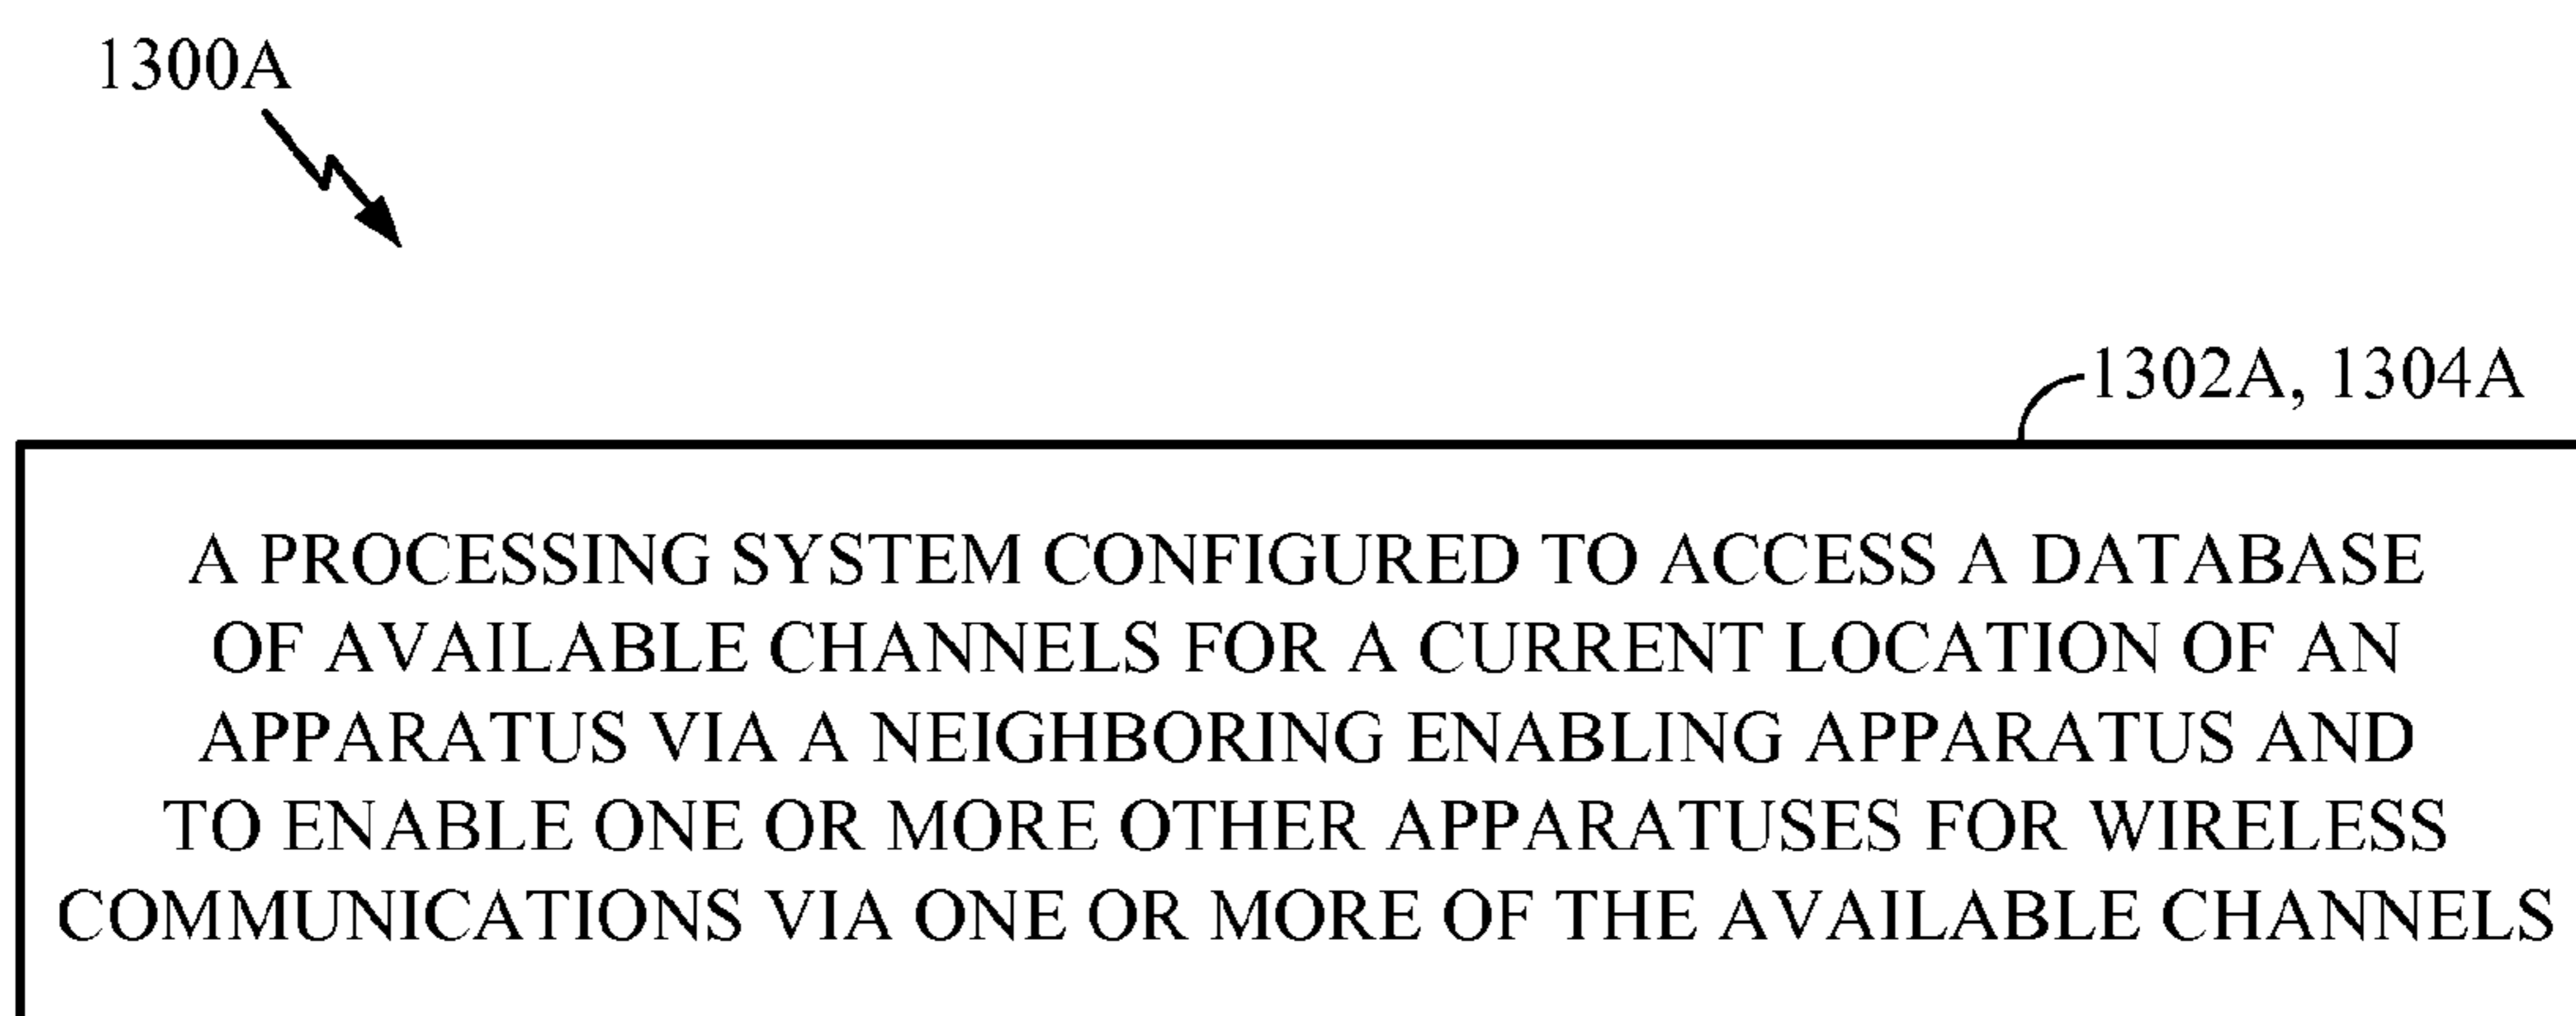 1300A
1302A, 1304A
A PROCESSING SYSTEM CONFIGURED TO ACCESS A DATABASE
OF AVAILABLE CHANNELS FOR A CURRENT LOCATION OF AN
APPARATUS VIA A NEIGHBORING ENABLING APPARATUS AND
TO ENABLE ONE OR MORE OTHER APPARATUSES FOR WIRELESS
COMMUNICATIONS VIA ONE OR MORE OF THE AVAILABLE CHANNELS